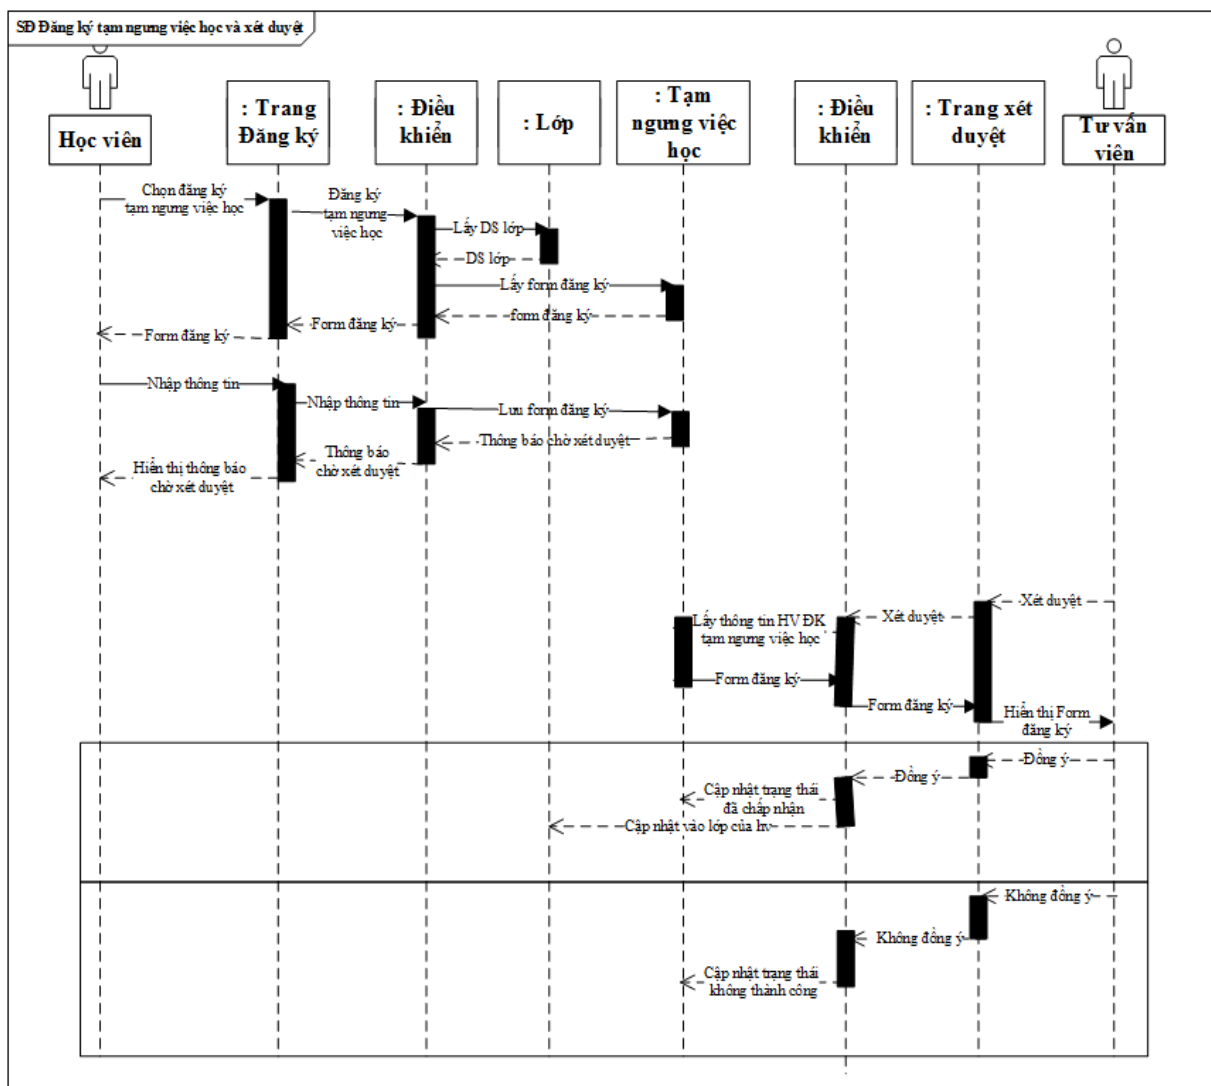 SĐ Đăng ký tạm ngưng việc học và xét duyệt
Học viên
: Trang
Đăng ký
: Điều
khiển
: Lớp
: Tạm
ngưng việc
học
: Điều
khiển
: Trang xét
duyệt
Tư vấn
viên
Chọn đăng ký
tạm ngưng việc học
Đăng ký
tạm ngưng
việc học
Lấy DS lớp
DS lớp
Lấy form đăng ký
form đăng ký
Form đăng ký
Form đăng ký
Nhập thông tin
Nhập thông tin
Lưu form đăng ký
Thông báo chờ xét duyệt
Thông báo
chờ xét duyệt
Hiển thị thông báo
chờ xét duyệt
Xét duyệt
Xét duyệt
Lấy thông tin HV ĐK
tạm ngưng việc học
Form đăng ký
Form đăng ký
Hiển thị Form
đăng ký
Đồng ý
Đồng ý
Cập nhật trạng thái
đã chấp nhận
Cập nhật vào lớp của hv
Không đồng ý
Không đồng ý
Cập nhật trạng thái
không thành công